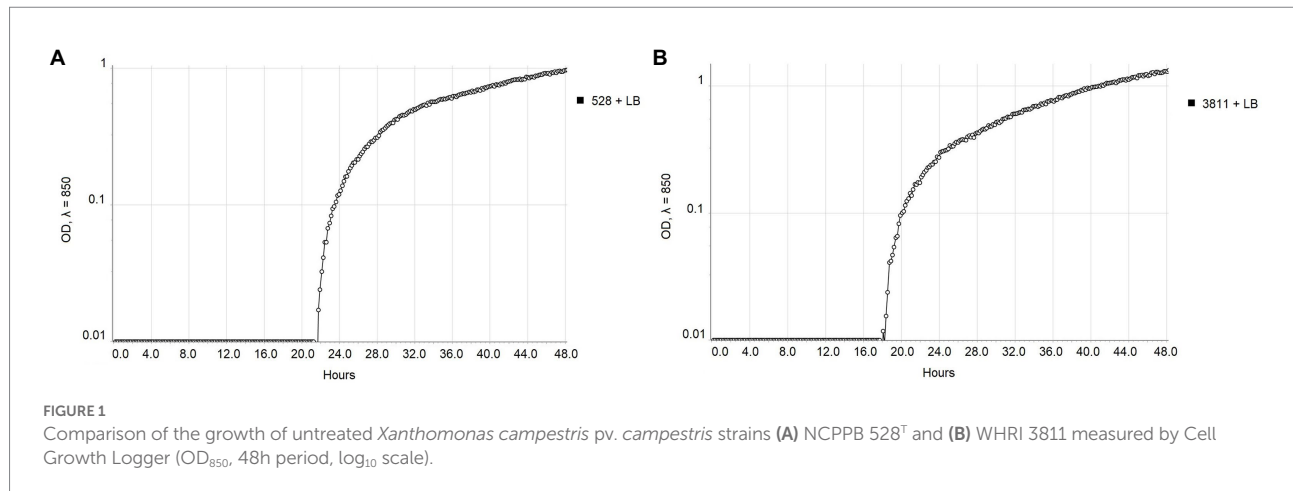 A
1
0.1
0.01
OD, λ = 850
0.0 4.0 8.0 12.0 16.0 20.0 24.0 28.0 32.0 36.0 40.0 44.0 48.0
Hours
528 + LB
B
1
0.1
0.01
OD, λ = 850
0.0 4.0 8.0 12.0 16.0 20.0 24.0 28.0 32.0 36.0 40.0 44.0 48.0
Hours
3811 + LB
FIGURE 1
Comparison of the growth of untreated Xanthomonas campestris pv. campestris strains (A) NCPPB 528ᵀ and (B) WHRI 3811 measured by Cell
Growth Logger (OD₈₅₀, 48h period, log₁₀ scale).